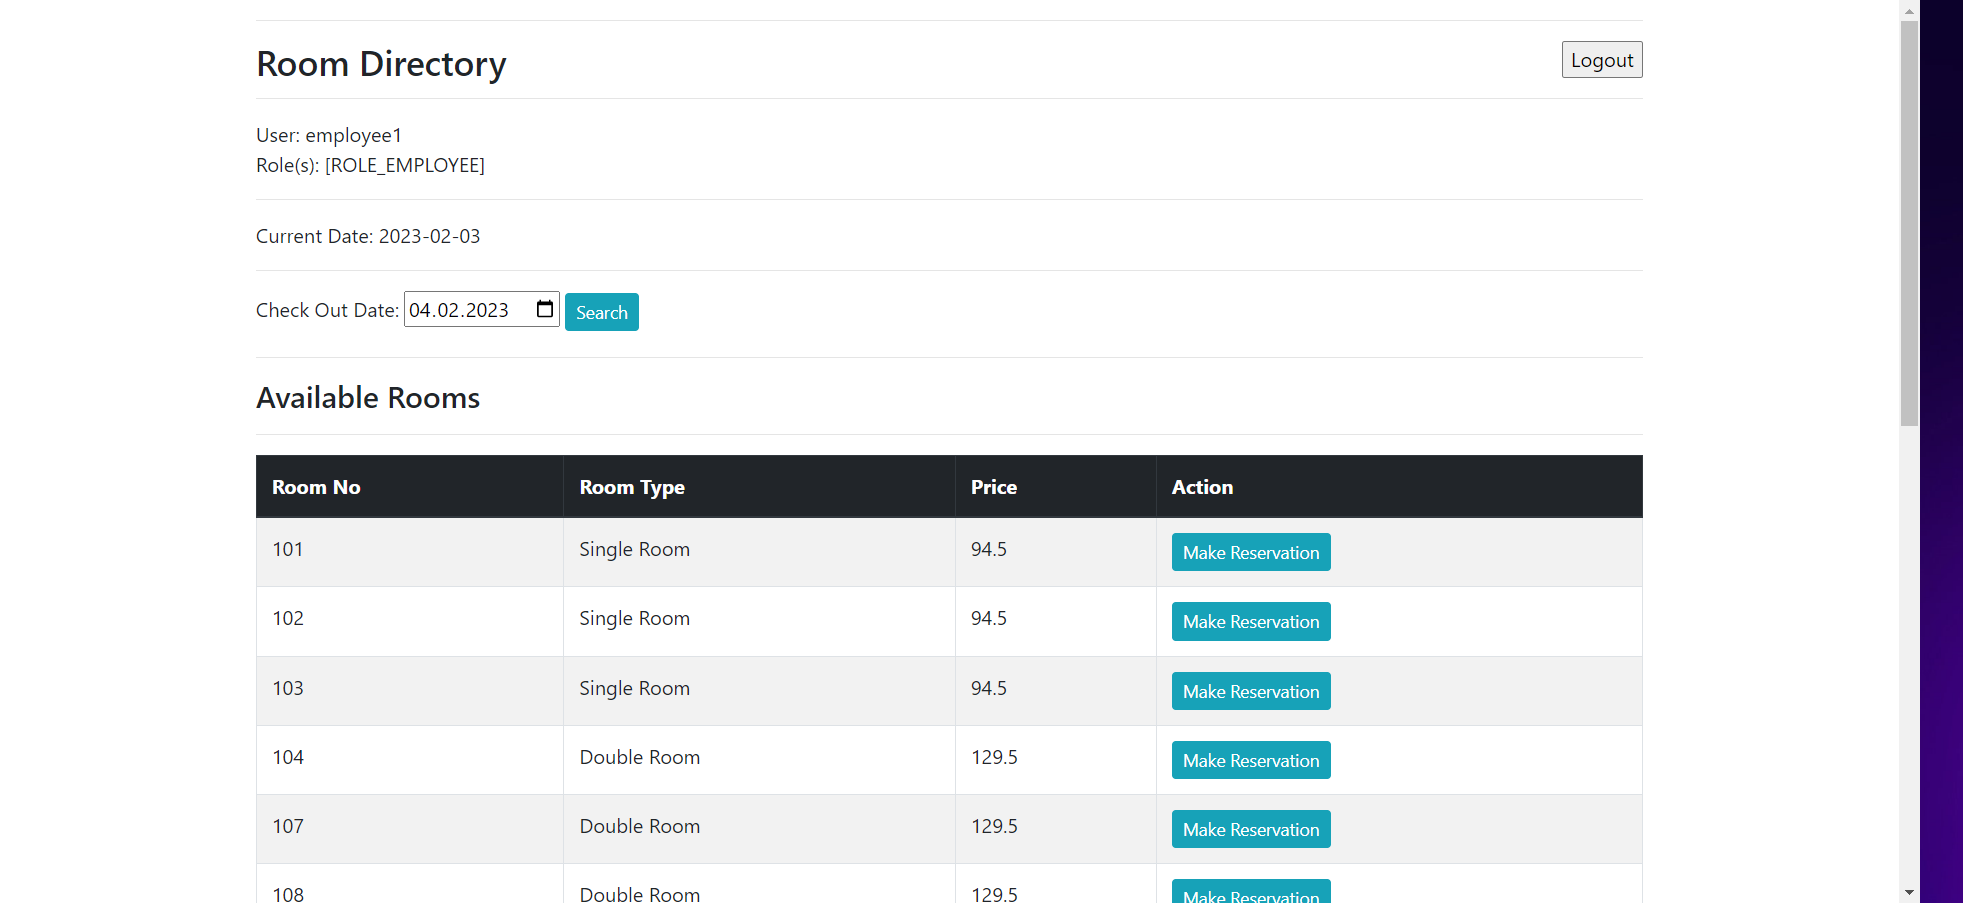 Room Directory
Logout
User: employee1
Role(s): [ROLE_EMPLOYEE]
Current Date: 2023-02-03
Check Out Date: 04.02.2023 Search
Available Rooms
Room No Room Type Price Action
101 Single Room 94.5 Make Reservation
102 Single Room 94.5 Make Reservation
103 Single Room 94.5 Make Reservation
104 Double Room 129.5 Make Reservation
107 Double Room 129.5 Make Reservation
108 Double Room 129.5 Make Reservation